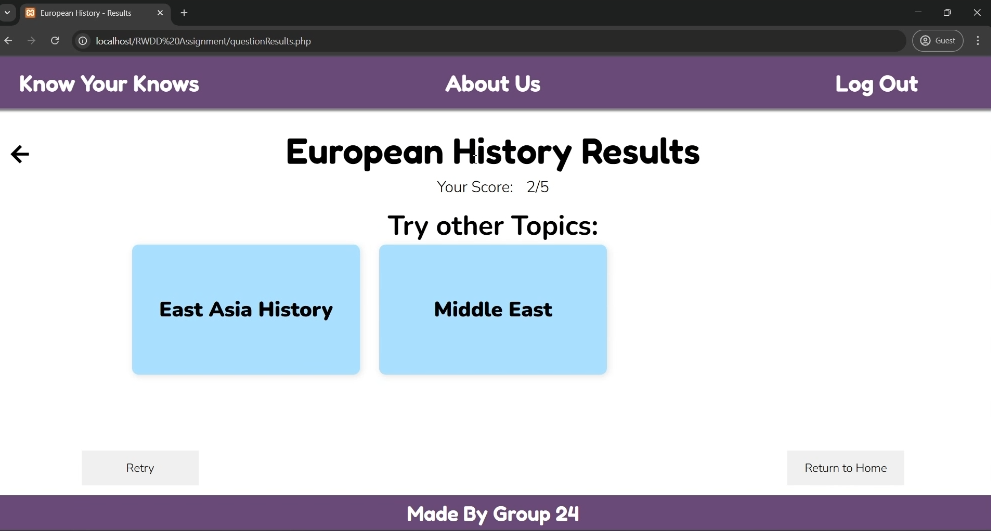 European History - Results
localhost/RWDD%20Assignment/questionResults.php
Guest
Know Your Knows
About Us
Log Out
European History Results
Your Score: 2/5
Try other Topics:
East Asia History
Middle East
Retry
Return to Home
Made By Group 24